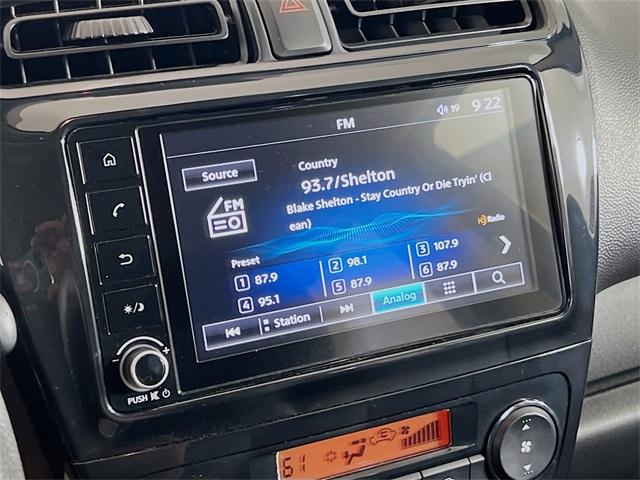 FM
19 9 22
Source
Country
FM
93.7/Shelton
Blake Shelton - Stay Country Or Die Tryin' (Cl
ean)
HD Radio
Preset
1 87.9
2 98.1
3 107.9
4 95.1
5 87.9
6 87.9
Station
Analog
PUSH
61